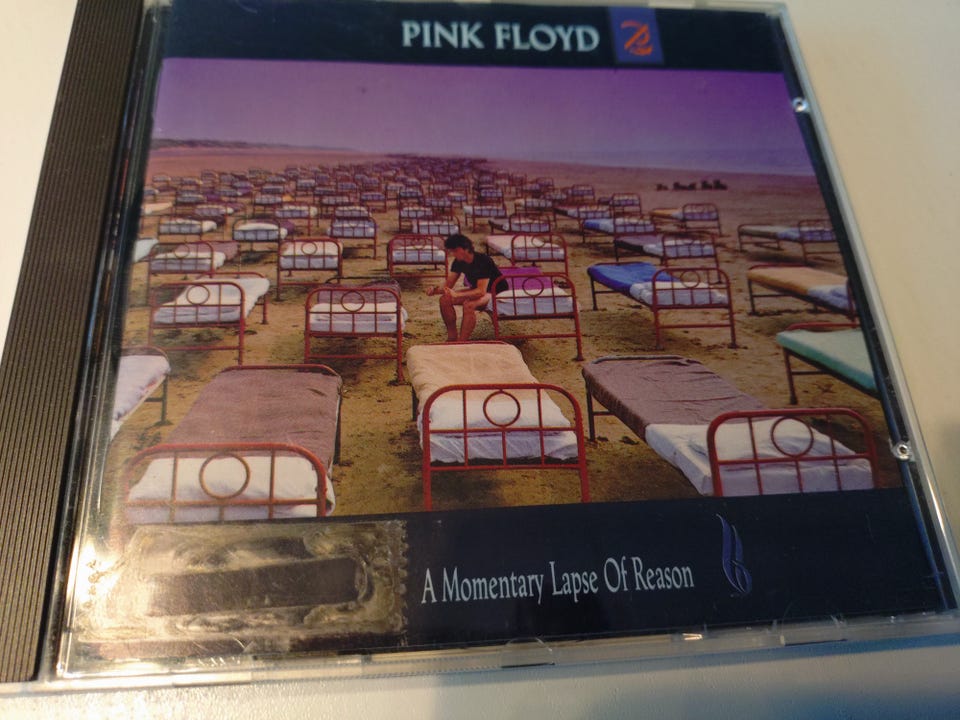 PINK FLOYD
A Momentary Lapse Of Reason